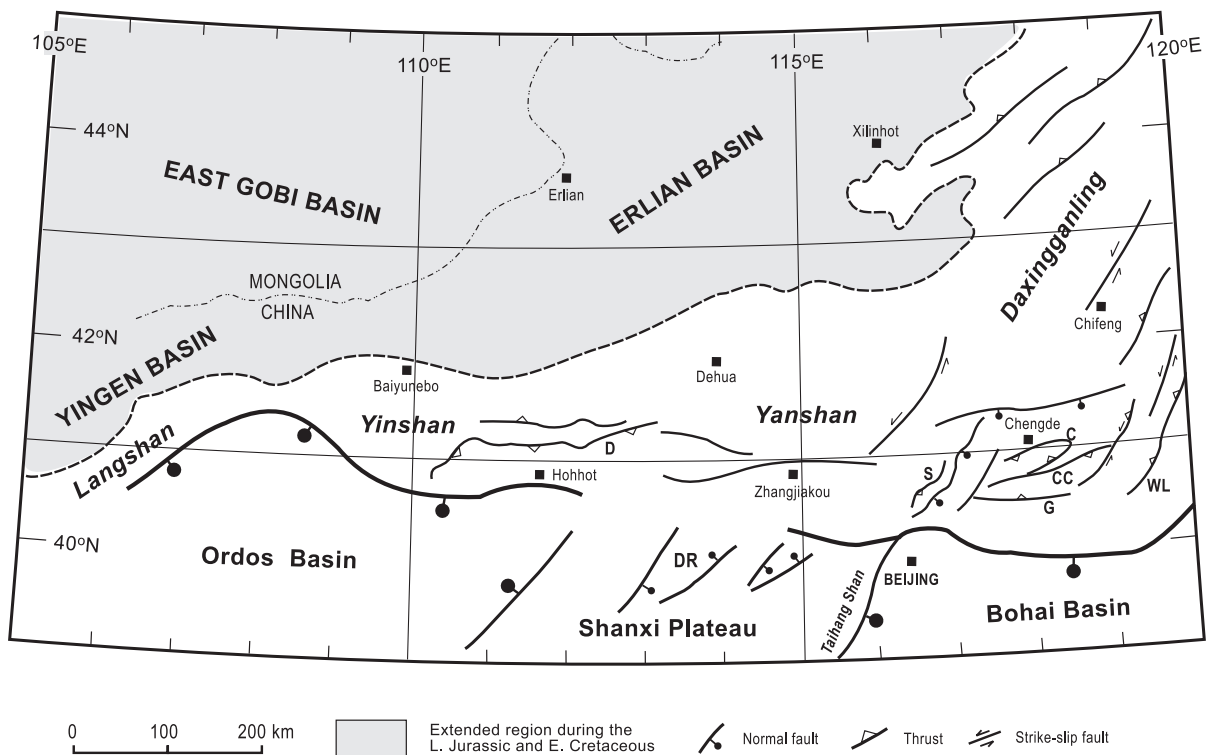 105°E
110°E
115°E
120°E
44°N
Xilinhot
EAST GOBI BASIN
Erlian
ERLIAN BASIN
Daxingganling
MONGOLIA
CHINA
42°N
Chifeng
YINGEN BASIN
Baiyunebo
Dehua
Langshan
Yinshan
Yanshan
Chengde
C
D
Hohhot
Zhangjiakou
S
CC
WL
G
40°N
Ordos Basin
DR
BEIJING
Taihang Shan
Shanxi Plateau
Bohai Basin
0 100 200 km
Extended region during the
L. Jurassic and E. Cretaceous
Normal fault
Thrust
Strike-slip fault